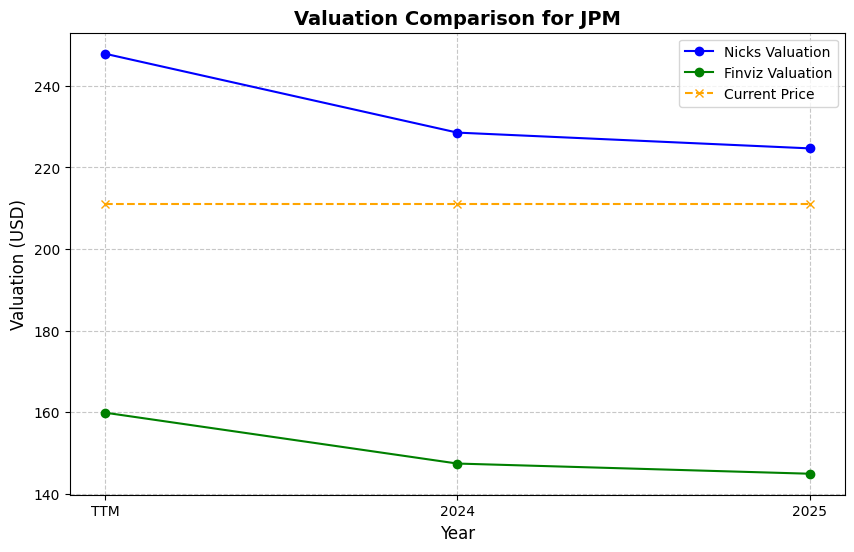 Valuation Comparison for JPM
Nicks Valuation
Finviz Valuation
Current Price
Valuation (USD)
240
220
200
180
160
140
TTM
2024
2025
Year